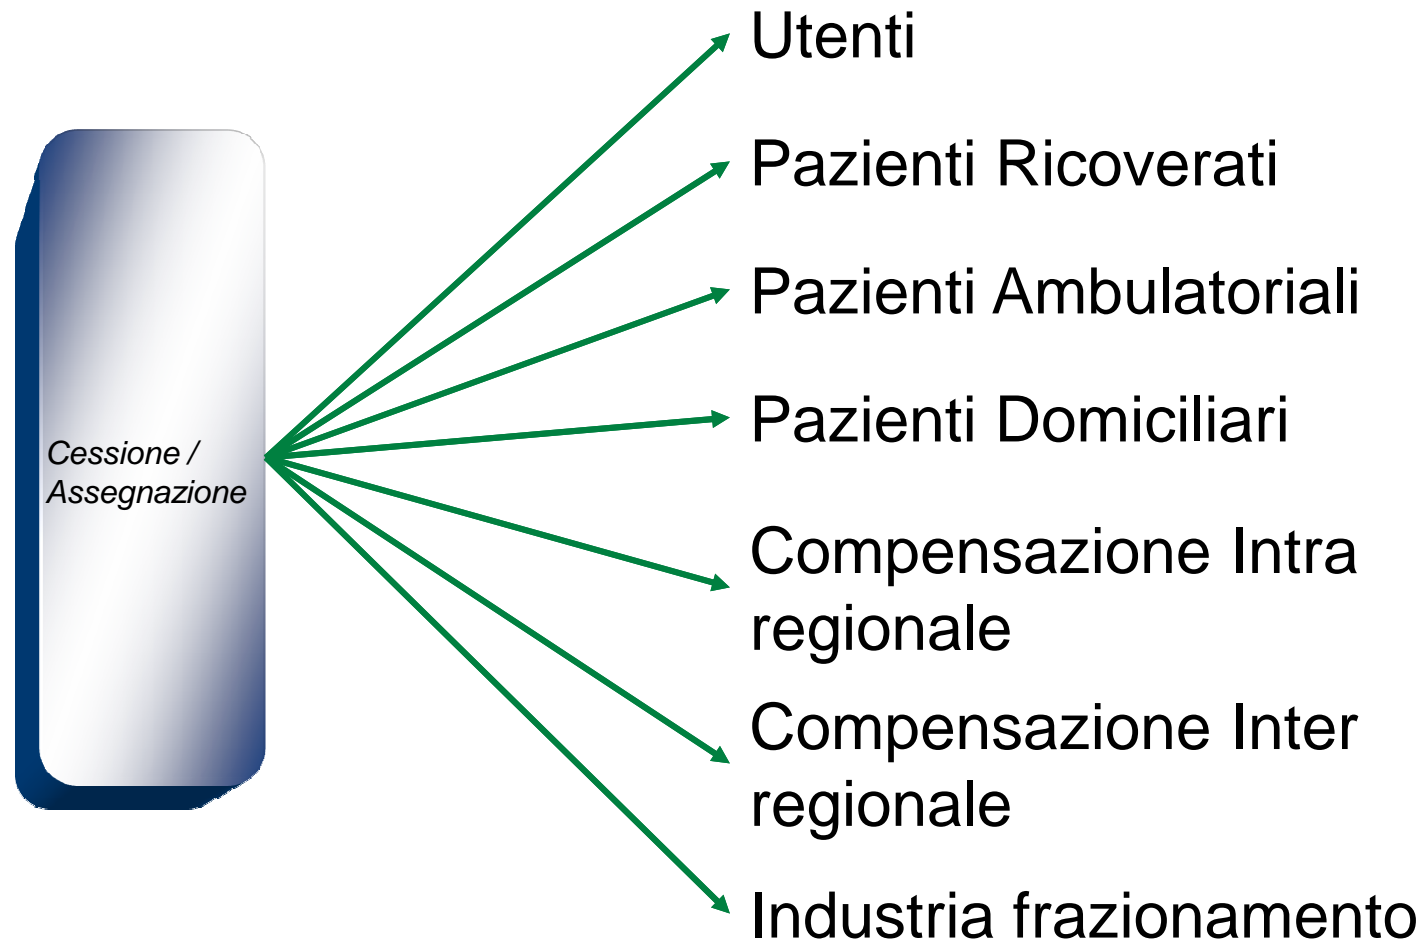 Utenti
Pazienti Ricoverati
Pazienti Ambulatoriali
Pazienti Domiciliari
Cessione /
Assegnazione
Compensazione Intra
regionale
Compensazione Inter
regionale
Industria frazionamento